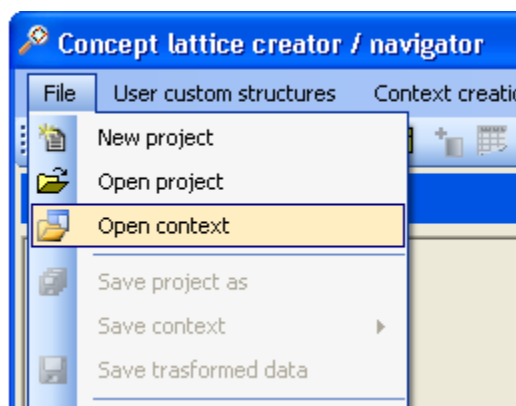 Concept lattice creator / navigator
File User custom structures Context creatio
New project
Open project
Open context
Save project as
Save context
Save trasformed data